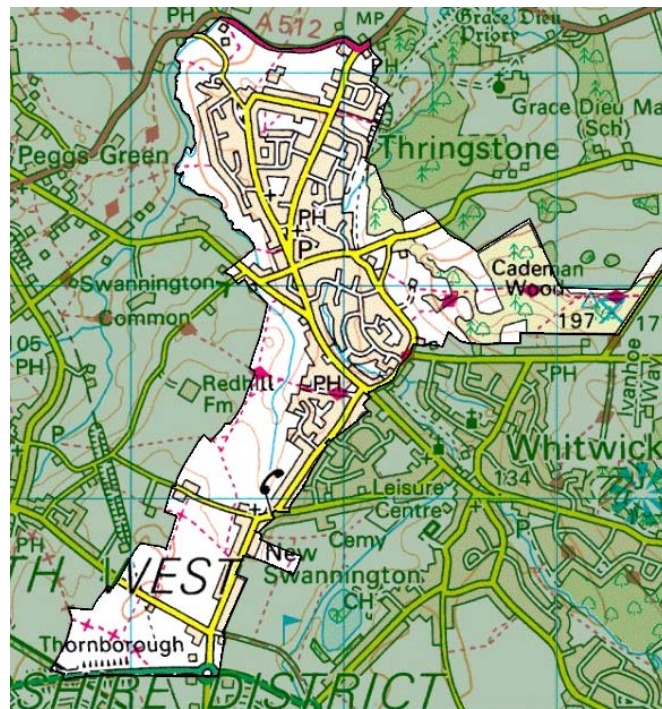 PH
A 512
MP
Grace Dieu
Priory
H
Grace Dieu Ma
(Sch)
Peggs Green
Thringstone
PH
P
Swannington
Common
Cademan
Wood
197
17
105
PH
Redhill
Fm
PH
PH
Ivanhoe
Way
P
Whitwick
134
Leisure
Centre
P
PH
Cemy
New
Swannington
TH WEST
CH
Thornborough
SHIRE DISTRICT